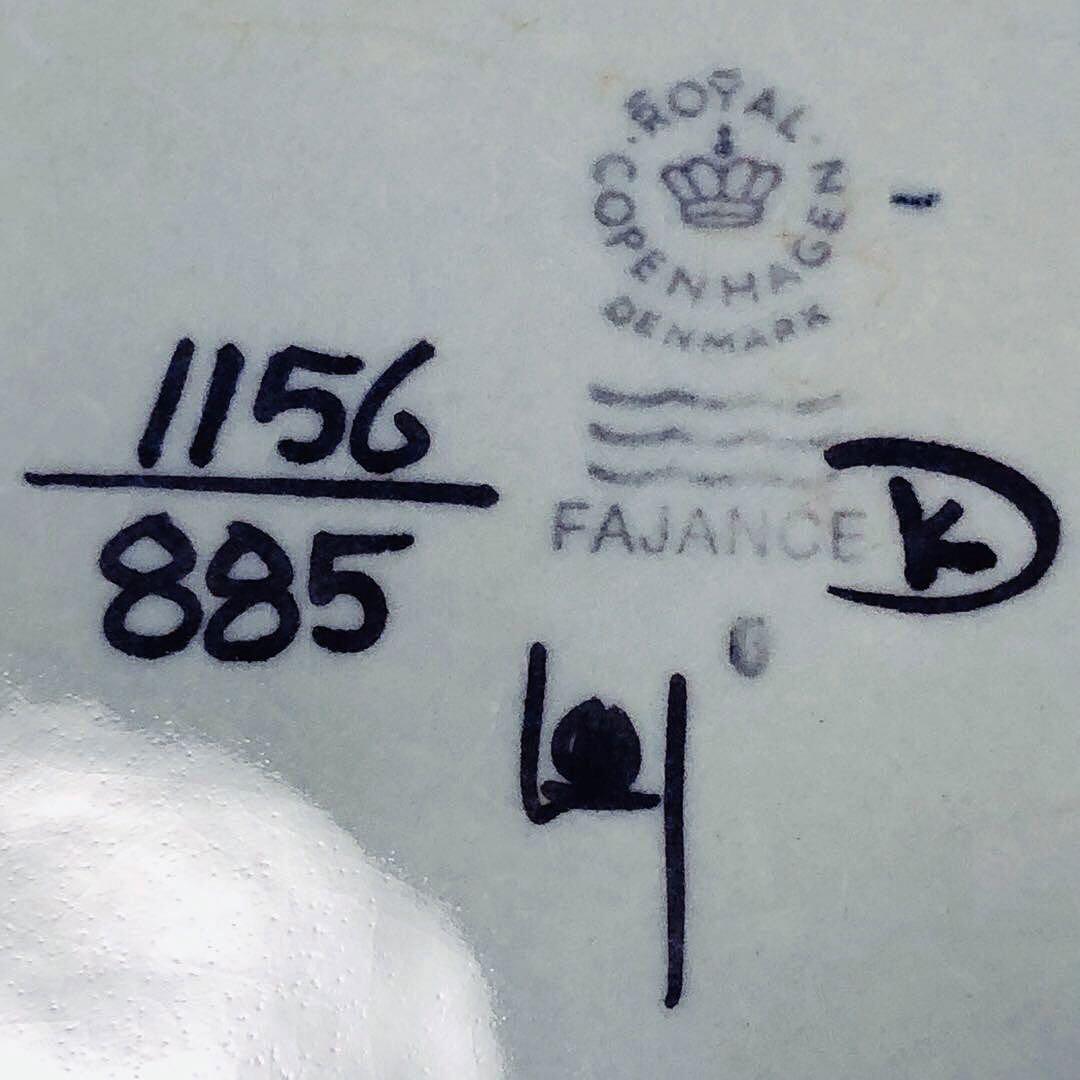 ROYAL
COPENHAGEN
DENMARK
1156
885
FAJANCE
K